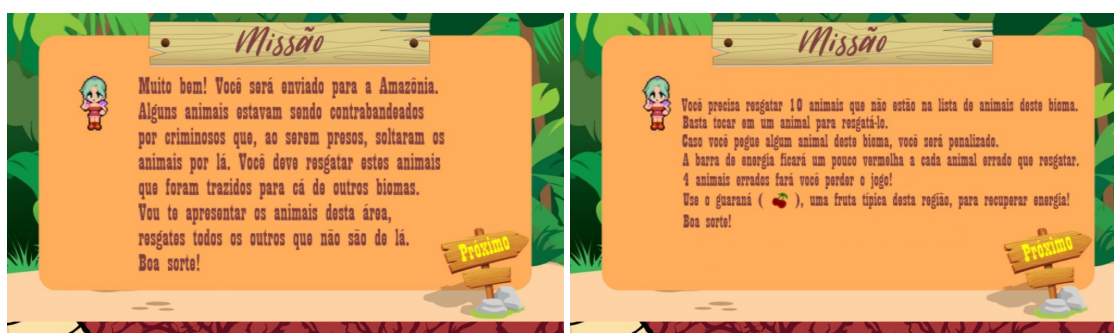 Missão
Muito bem! Você será enviado para a Amazônia.
Alguns animais estavam sendo contrabandeados
por criminosos que, ao serem presos, soltaram os
animais por lá. Você deve resgatar estes animais
que foram trazidos para cá de outros biomas.
Vou te apresentar os animais desta área,
resgates todos os outros que não são de lá.
Boa sorte!
Próximo
Missão
Você precisa resgatar 10 animais que não estão na lista de animais deste bioma.
Basta tocar em um animal para resgatá-lo.
Caso você pegue algum animal deste bioma, você será penalizado.
A barra de energia ficará um pouco vermelha a cada animal errado que resgatar.
4 animais errados fará você perder o jogo!
Use o guaraná ( ), uma fruta típica desta região, para recuperar energia!
Boa sorte!
Próximo